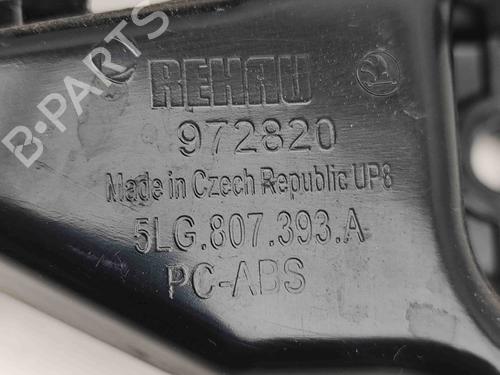 B-PARTS
REHAU
972820
Made in Czech Republic UP8
5LG.807.393.A
PC-ABS